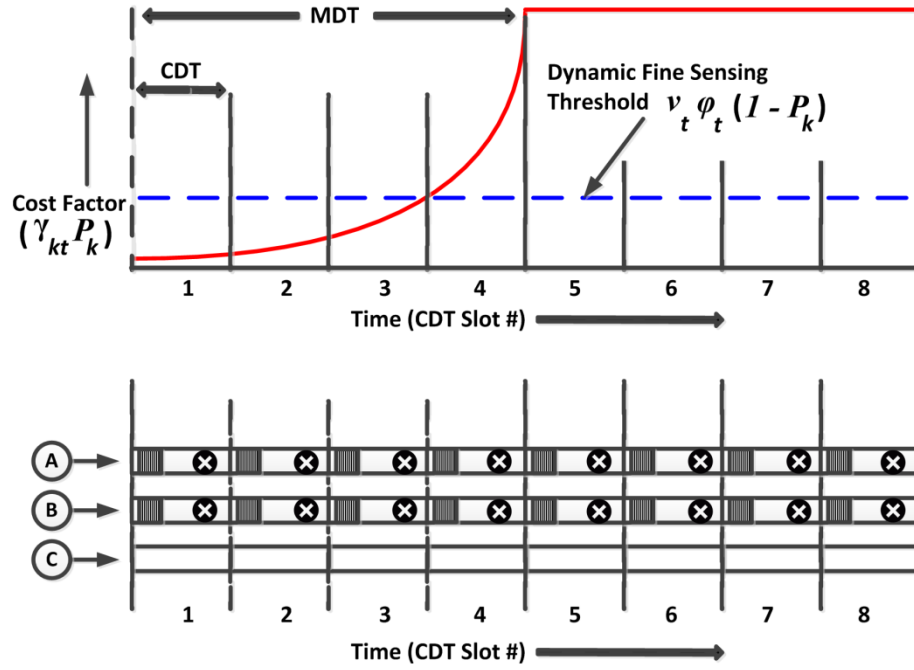 MDT
CDT
Dynamic Fine Sensing
Threshold ν_t φ_t (1 - P_k)
Cost Factor
(γ_kt P_k)
1 2 3 4 5 6 7 8
Time (CDT Slot #)
A
B
C
1 2 3 4 5 6 7 8
Time (CDT Slot #)